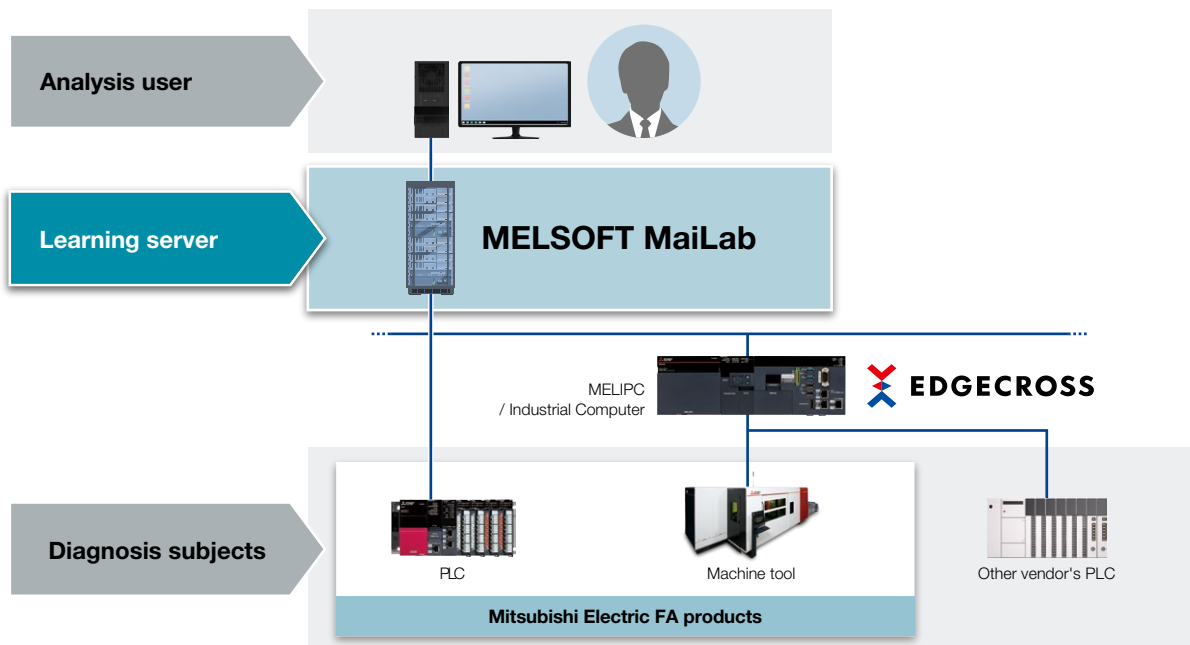 Analysis user
Learning server
MELSOFT MaiLab
MELIPC
/ Industrial Computer
EDGECROSS
Diagnosis subjects
PLC
Machine tool
Other vendor's PLC
Mitsubishi Electric FA products